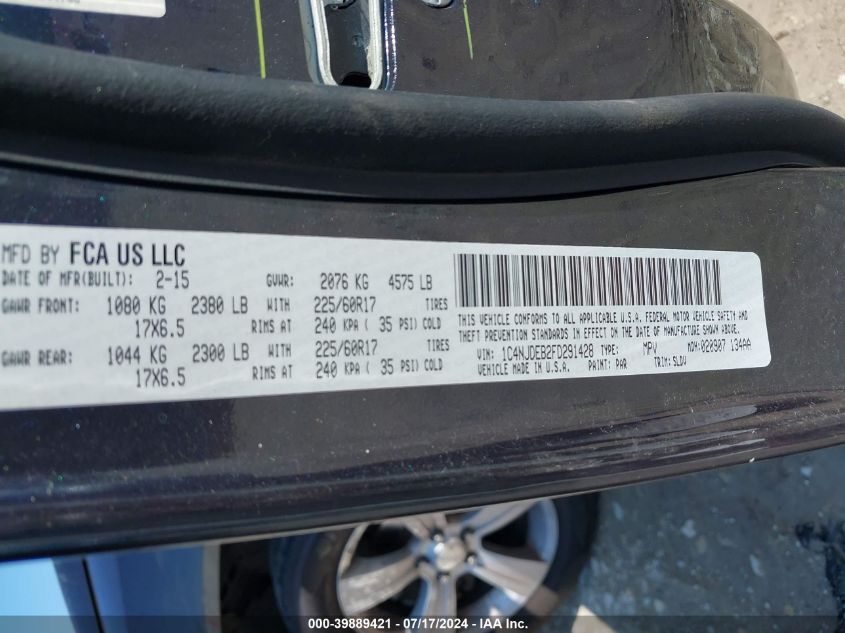 MFD BY FCA US LLC
DATE OF MFR(BUILT): 2-15 GVWR: 2076 KG 4575 LB
GAWR FRONT: 1080 KG 2380 LB WITH 225/60R17 TIRES
17X6.5 RIMS AT 240 KPA ( 35 PSI) COLD
GAWR REAR: 1044 KG 2300 LB WITH 225/60R17 TIRES
17X6.5 RIMS AT 240 KPA ( 35 PSI) COLD
THIS VEHICLE CONFORMS TO ALL APPLICABLE U.S.A. FEDERAL MOTOR VEHICLE SAFETY AND
THEFT PREVENTION STANDARDS IN EFFECT ON THE DATE OF MANUFACTURE SHOWN ABOVE.
VIN: 1C4NJDEB2FD291428 TYPE: MPV MDH: 020907 134AA
VEHICLE MADE IN U.S.A. PAINT: PAR TRIM: SLDV
000-39889421 - 07/17/2024 - IAA Inc.